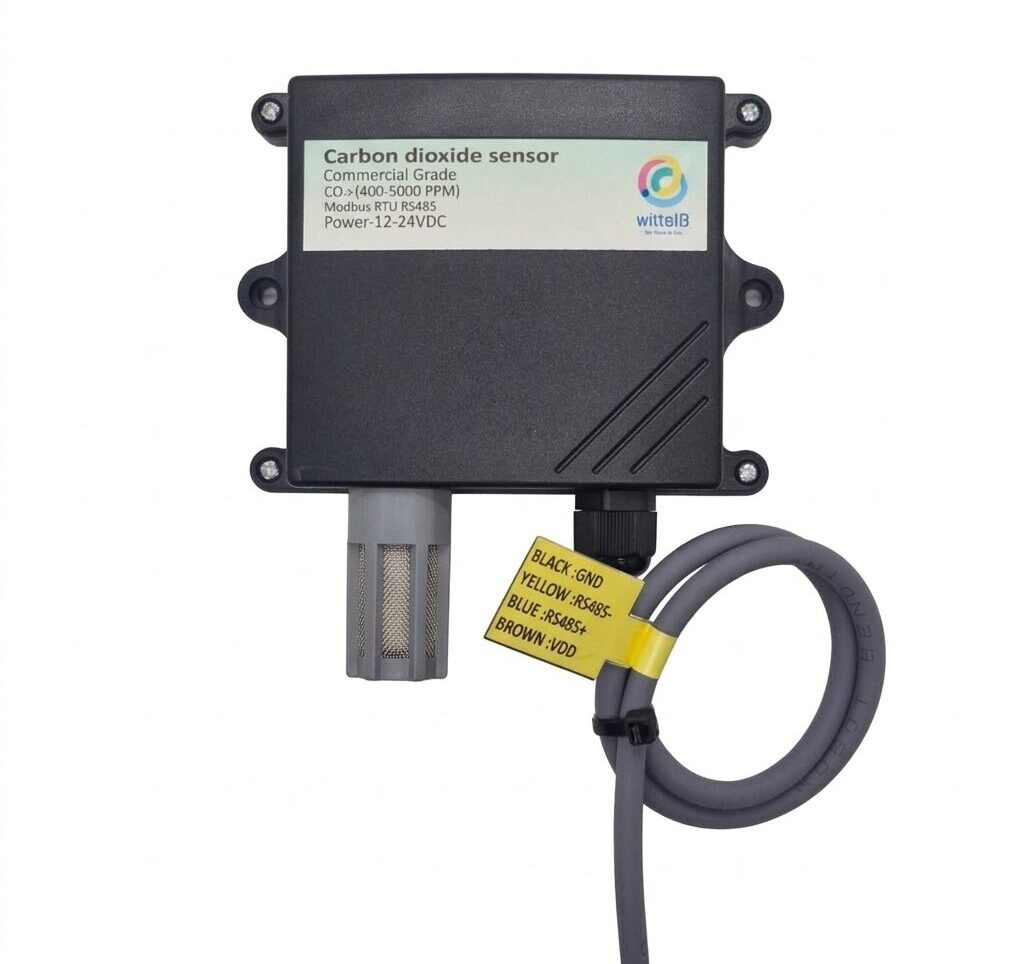 Carbon dioxide sensor
Commercial Grade
CO->(400-5000 PPM)
Modbus RTU RS485
Power-12-24VDC
wittelB
BLACK :GND
YELLOW :RS485-
BLUE :RS485+
BROWN :VDD